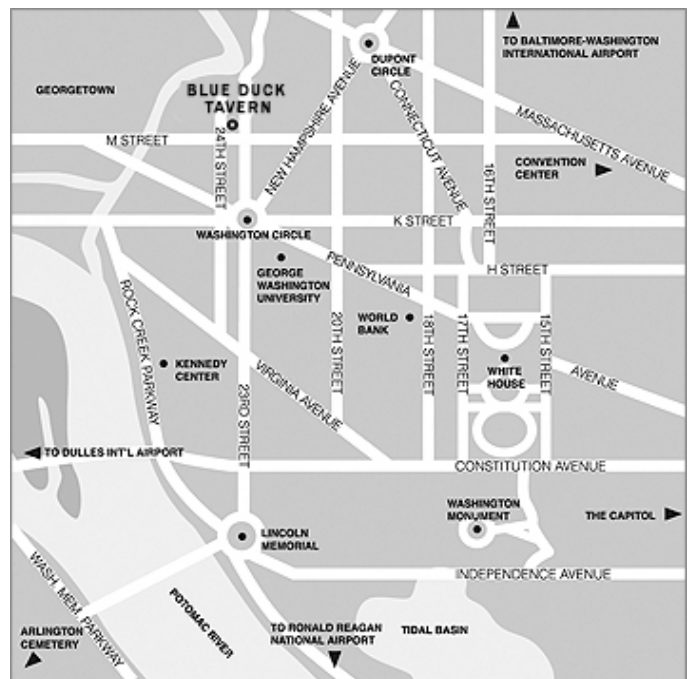 TO BALTIMORE-WASHINGTON
INTERNATIONAL AIRPORT
DUPONT
CIRCLE
GEORGETOWN
BLUE DUCK
TAVERN
MASSACHUSETTS AVENUE
NEW HAMPSHIRE AVENUE
CONNECTICUT AVENUE
M STREET
24TH STREET
16TH STREET
CONVENTION
CENTER
K STREET
WASHINGTON CIRCLE
PENNSYLVANIA
H STREET
GEORGE
WASHINGTON
UNIVERSITY
ROCK CREEK PARKWAY
WORLD
BANK
20TH STREET
18TH STREET
17TH STREET
15TH STREET
KENNEDY
CENTER
WHITE
HOUSE
AVENUE
VIRGINIA AVENUE
23RD STREET
TO DULLES INT'L AIRPORT
CONSTITUTION AVENUE
WASHINGTON
MONUMENT
THE CAPITOL
LINCOLN
MEMORIAL
INDEPENDENCE AVENUE
WASH. MEM. PARKWAY
POTOMAC RIVER
ARLINGTON
CEMETERY
TO RONALD REAGAN
NATIONAL AIRPORT
TIDAL BASIN